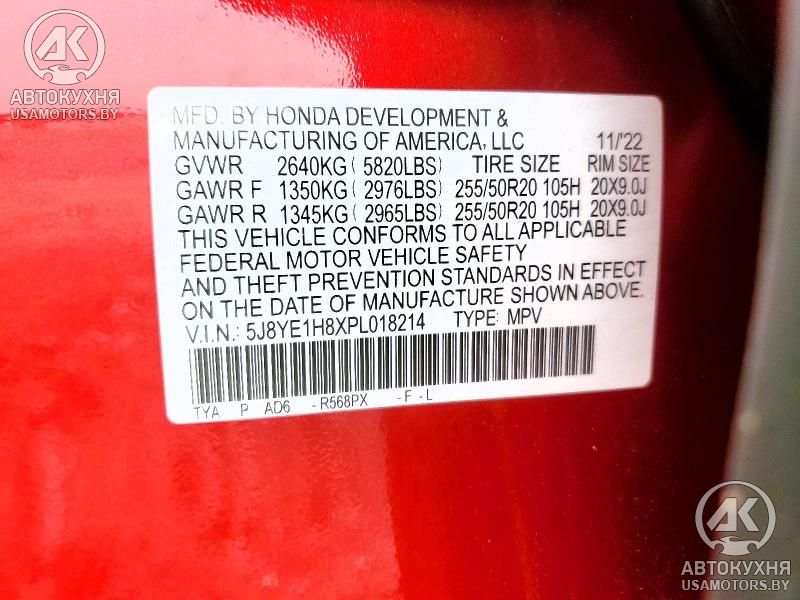 AK
АВТОКУХНЯ
USAMOTORS.BY
MFD. BY HONDA DEVELOPMENT &
MANUFACTURING OF AMERICA, LLC 11/'22
GVWR 2640KG ( 5820LBS) TIRE SIZE RIM SIZE
GAWR F 1350KG ( 2976LBS) 255/50R20 105H 20X9.0J
GAWR R 1345KG ( 2965LBS) 255/50R20 105H 20X9.0J
THIS VEHICLE CONFORMS TO ALL APPLICABLE
FEDERAL MOTOR VEHICLE SAFETY
AND THEFT PREVENTION STANDARDS IN EFFECT
ON THE DATE OF MANUFACTURE SHOWN ABOVE.
V.I.N.: 5J8YE1H8XPL018214 TYPE: MPV
TYA P AD6 -R568PX -F-L
AK
АВТОКУХНЯ
USAMOTORS.BY